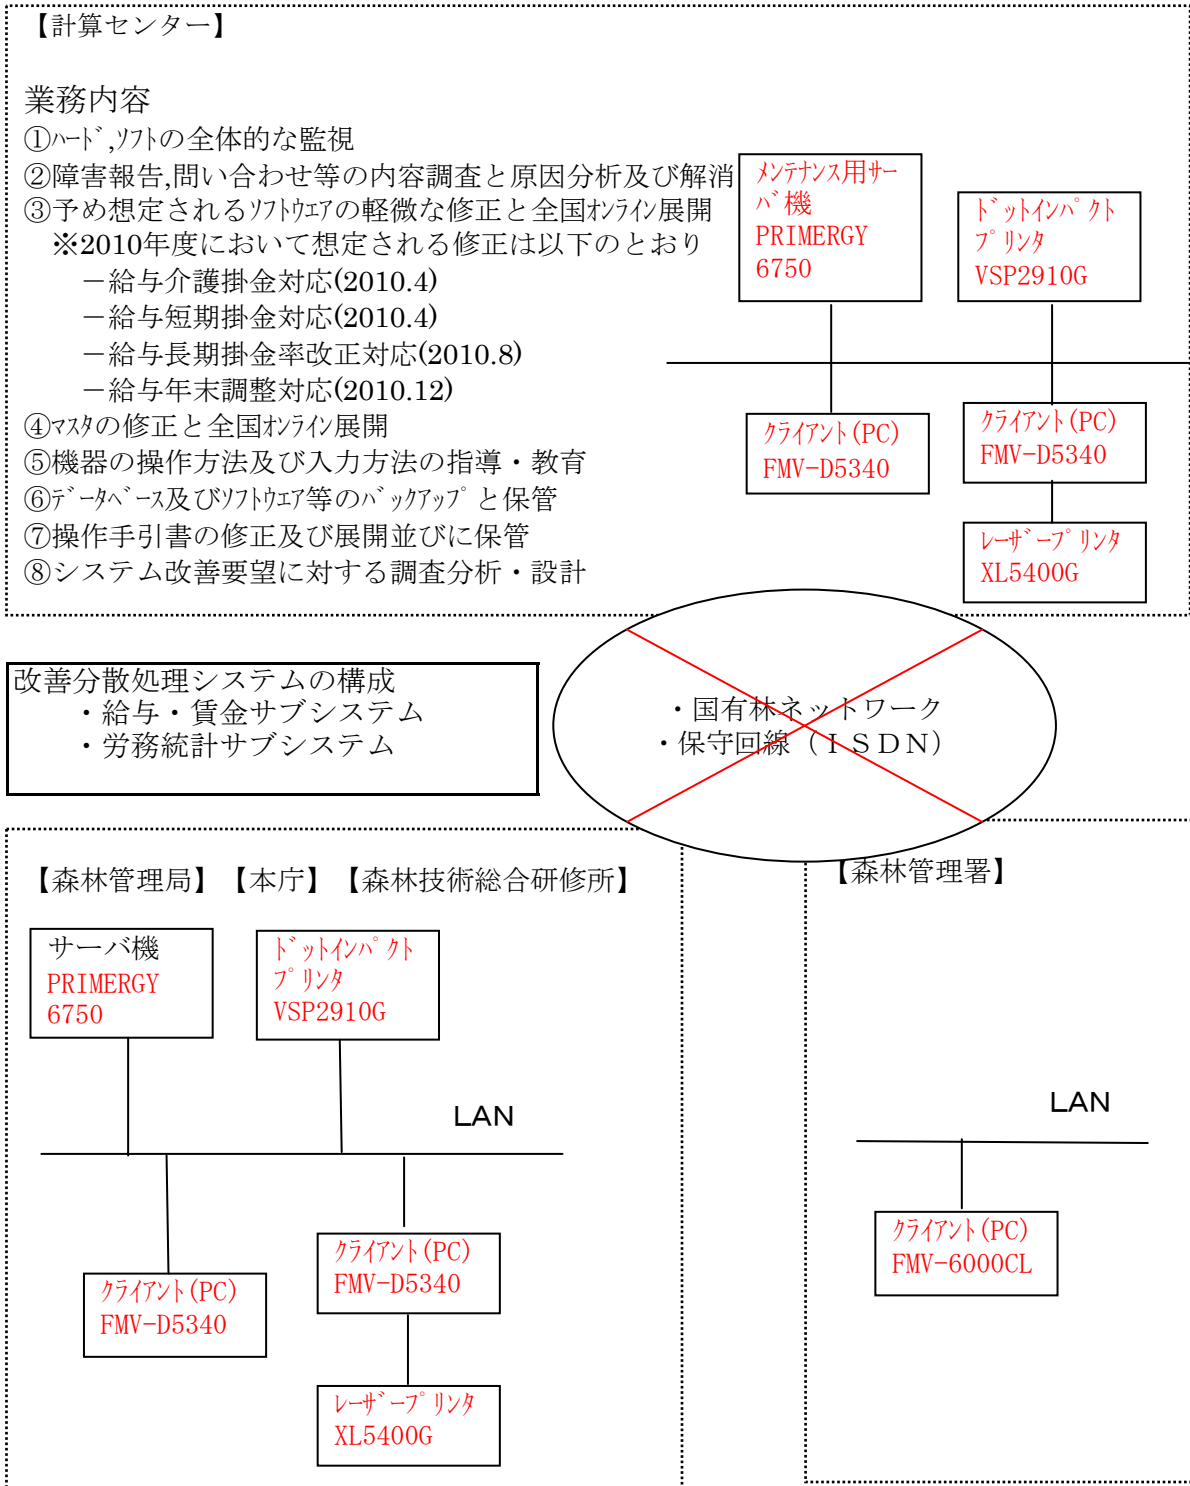 【計算センター】
業務内容
①ﾊｰﾄﾞ,ｿﾌﾄの全体的な監視
②障害報告,問い合わせ等の内容調査と原因分析及び解消
③予め想定されるｿﾌﾄｳｴｱの軽微な修正と全国ｵﾝﾗｲﾝ展開
※2010年度において想定される修正は以下のとおり
－給与介護掛金対応(2010.4)
－給与短期掛金対応(2010.4)
－給与長期掛金率改正対応(2010.8)
－給与年末調整対応(2010.12)
④ﾏｽﾀの修正と全国ｵﾝﾗｲﾝ展開
⑤機器の操作方法及び入力方法の指導・教育
⑥ﾃﾞｰﾀﾍﾞｰｽ及びｿﾌﾄｳｴｱ等のﾊﾞｯｸｱｯﾌﾟと保管
⑦操作手引書の修正及び展開並びに保管
⑧システム改善要望に対する調査分析・設計
ﾒﾝﾃﾅﾝｽ用サー
バ機
PRIMERGY
6750
ﾄﾞｯﾄｲﾝﾊﾟｸﾄ
ﾌﾟﾘﾝﾀ
VSP2910G
ｸﾗｲｱﾝﾄ(PC)
FMV-D5340
ｸﾗｲｱﾝﾄ(PC)
FMV-D5340
ﾚｰｻﾞｰﾌﾟﾘﾝﾀ
XL5400G
改善分散処理システムの構成
・給与・賃金サブシステム
・労務統計サブシステム
・国有林ネットワーク
・保守回線（ＩＳＤＮ）
【森林管理局】【本庁】【森林技術総合研修所】
サーバ機
PRIMERGY
6750
ﾄﾞｯﾄｲﾝﾊﾟｸﾄ
ﾌﾟﾘﾝﾀ
VSP2910G
LAN
ｸﾗｲｱﾝﾄ(PC)
FMV-D5340
ｸﾗｲｱﾝﾄ(PC)
FMV-D5340
ﾚｰｻﾞｰﾌﾟﾘﾝﾀ
XL5400G
【森林管理署】
LAN
ｸﾗｲｱﾝﾄ(PC)
FMV-6000CL